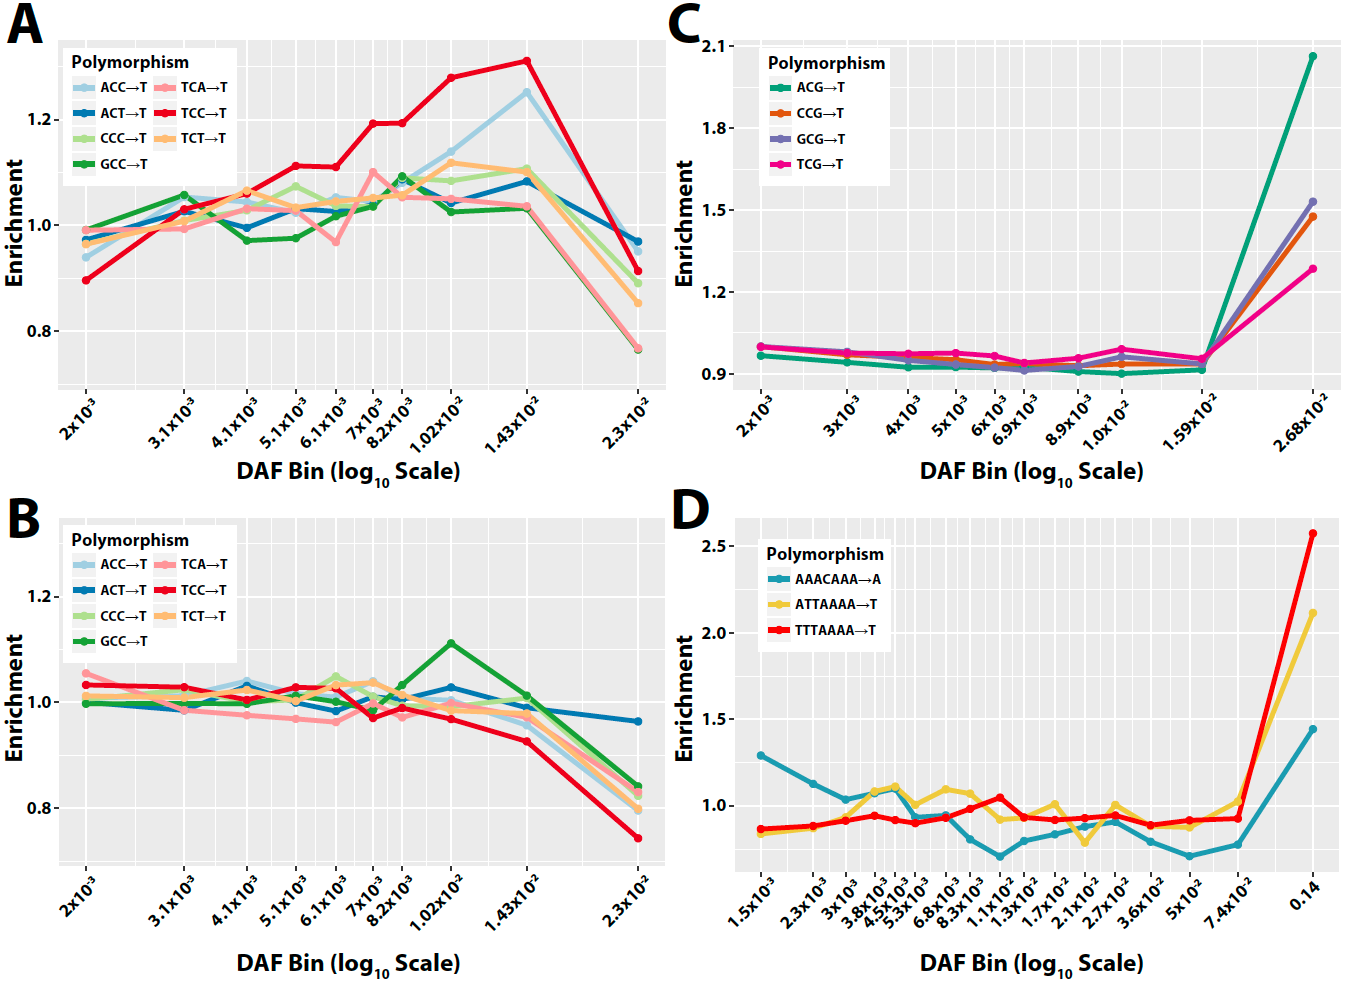 A
Polymorphism
ACC→T TCA→T
ACT→T TCC→T
CCC→T TCT→T
GCC→T
Enrichment
1.2
1.0
0.8
2x10⁻³ 3.1x10⁻³ 4.1x10⁻³ 5.1x10⁻³ 6.1x10⁻³ 7x10⁻³ 8.2x10⁻³ 1.02x10⁻² 1.43x10⁻² 2.3x10⁻²
DAF Bin (log₁₀ Scale)
B
Polymorphism
ACC→T TCA→T
ACT→T TCC→T
CCC→T TCT→T
GCC→T
Enrichment
1.2
1.0
0.8
2x10⁻³ 3.1x10⁻³ 4.1x10⁻³ 5.1x10⁻³ 6.1x10⁻³ 7x10⁻³ 8.2x10⁻³ 1.02x10⁻² 1.43x10⁻² 2.3x10⁻²
DAF Bin (log₁₀ Scale)
C
Polymorphism
ACG→T
CCG→T
GCG→T
TCG→T
Enrichment
2.1
1.8
1.5
1.2
0.9
2x10⁻³ 3x10⁻³ 4x10⁻³ 5x10⁻³ 6x10⁻³ 6.9x10⁻³ 8.9x10⁻³ 1.0x10⁻² 1.59x10⁻² 2.68x10⁻²
DAF Bin (log₁₀ Scale)
D
Polymorphism
AAACAAA→A
ATTAAAA→T
TTTAAAA→T
Enrichment
2.5
2.0
1.5
1.0
1.5x10⁻³ 2.3x10⁻³ 3x10⁻³ 3.8x10⁻³ 4.5x10⁻³ 5.3x10⁻³ 6.8x10⁻³ 8.3x10⁻³ 1.1x10⁻² 1.3x10⁻² 1.7x10⁻² 2.1x10⁻² 2.7x10⁻² 3.6x10⁻² 5x10⁻² 7.4x10⁻² 0.14
DAF Bin (log₁₀ Scale)